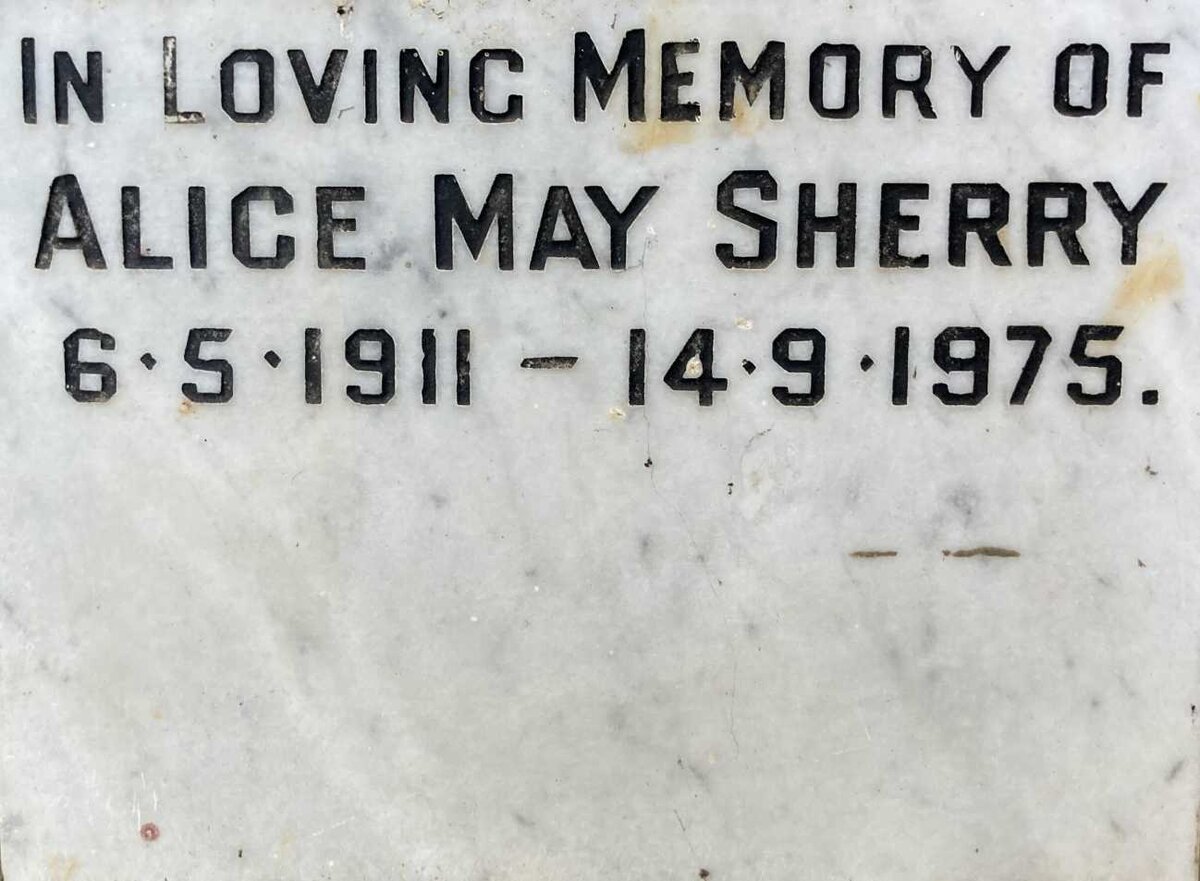 IN LOVING MEMORY OF
ALICE MAY SHERRY
6·5·1911 – 14·9·1975.